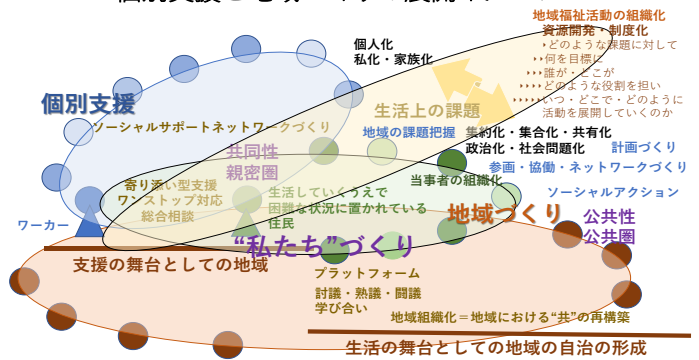 地域福祉活動の組織化
資源開発・制度化
どのような課題に対して
何を目標に
誰が・どこが
どのような役割を担い
いつ・どこで・どのように
活動を展開していくのか
個人化
私化・家族化
個別支援
生活上の課題
ソーシャルサポートネットワークづくり
地域の課題把握
集約化・集合化・共有化
政治化・社会問題化
計画づくり
共同性
親密圏
参画・協働・ネットワークづくり
当事者の組織化
ソーシャルアクション
寄り添い型支援
ワンストップ対応
総合相談
生活していくうえで
困難な状況に置かれている
住民
地域づくり
公共性
公共圏
ワーカー
“私たち”づくり
支援の舞台としての地域
プラットフォーム
討議・熟議・闘議
学び合い
地域組織化＝地域における“共”の再構築
生活の舞台としての地域の自治の形成